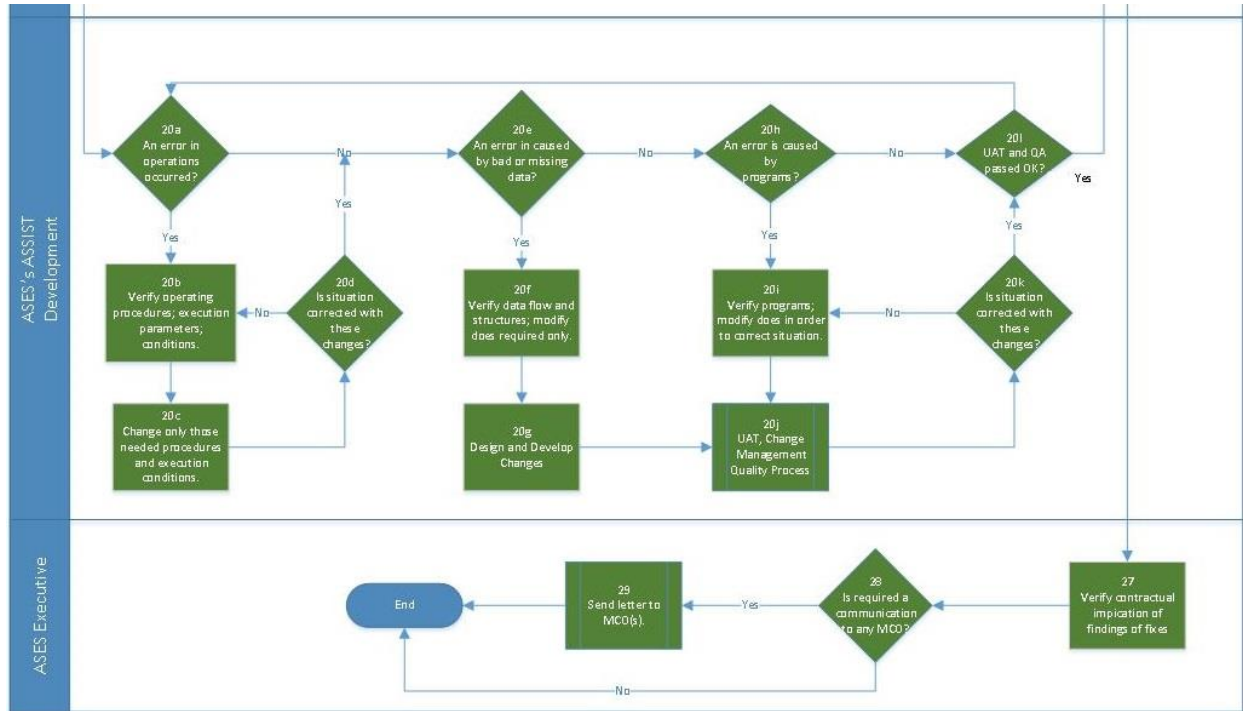 ASES's ASSIST
Development
20a
An error in
operations
occurred?
No
20e
An error in caused
by bad or missing
data?
No
20h
An error is caused
by
programs?
No
20l
UAT and QA
passed OK?
Yes
Yes
Yes
Yes
Yes
Yes
20b
Verify operating
procedures; execution
parameters;
conditions.
No
20d
Is situation
corrected with
these
changes?
20f
Verify data flow and
structures; modify
does required only.
20i
Verify programs;
modify does in order
to correct situation.
No
20k
Is situation
corrected with
these
changes?
20c
Change only those
needed procedures
and execution
conditions.
20g
Design and Develop
Changes
20j
UAT, Change
Management
Quality Process
ASES Executive
End
29
Send letter to
MCO(s).
Yes
28
Is required a
communication
to any MCO?
27
Verify contractual
impication of
findings of fixes
No